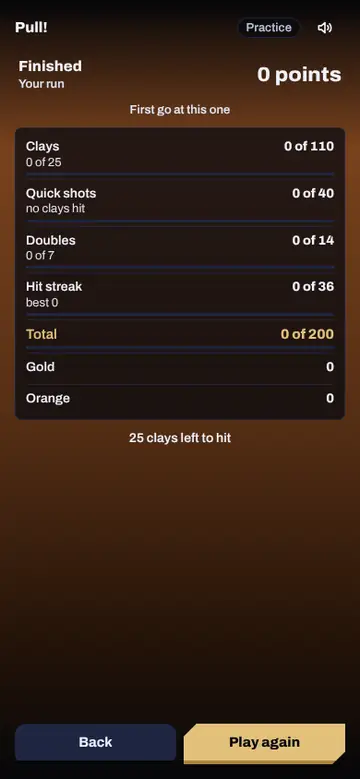 Pull!
Practice
Finished
Your run
0 points
First go at this one
Clays
0 of 110
0 of 25
Quick shots
0 of 40
no clays hit
Doubles
0 of 14
0 of 7
Hit streak
0 of 36
best 0
Total
0 of 200
Gold
0
Orange
0
25 clays left to hit
Back
Play again